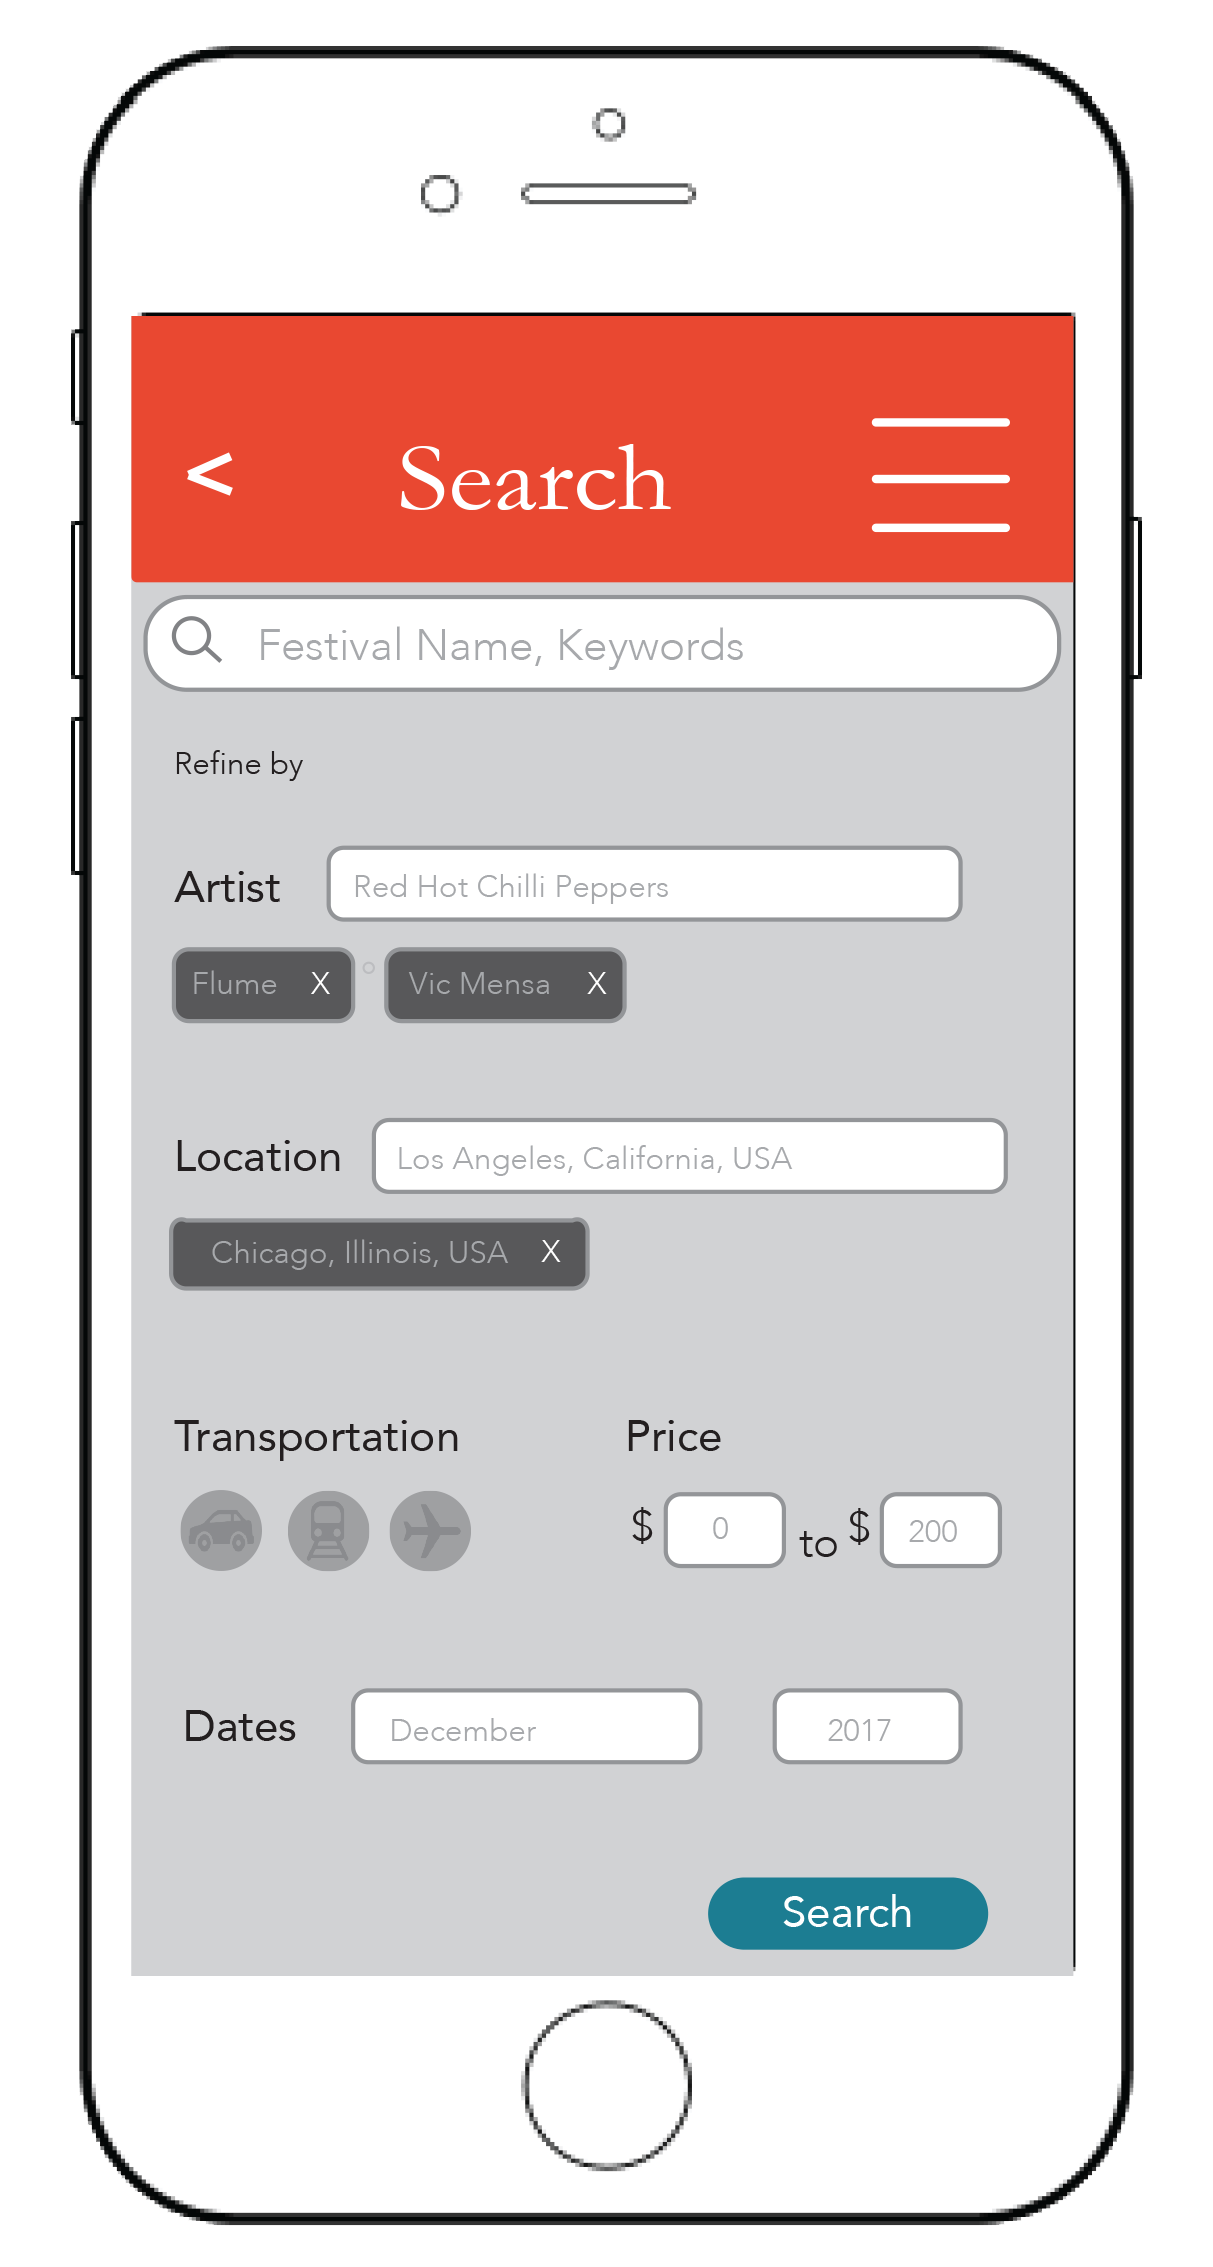 < Search
Festival Name, Keywords
Refine by
Artist Red Hot Chilli Peppers
Flume X Vic Mensa X
Location Los Angeles, California, USA
Chicago, Illinois, USA X
Transportation Price
$ 0 to $ 200
Dates December 2017
Search